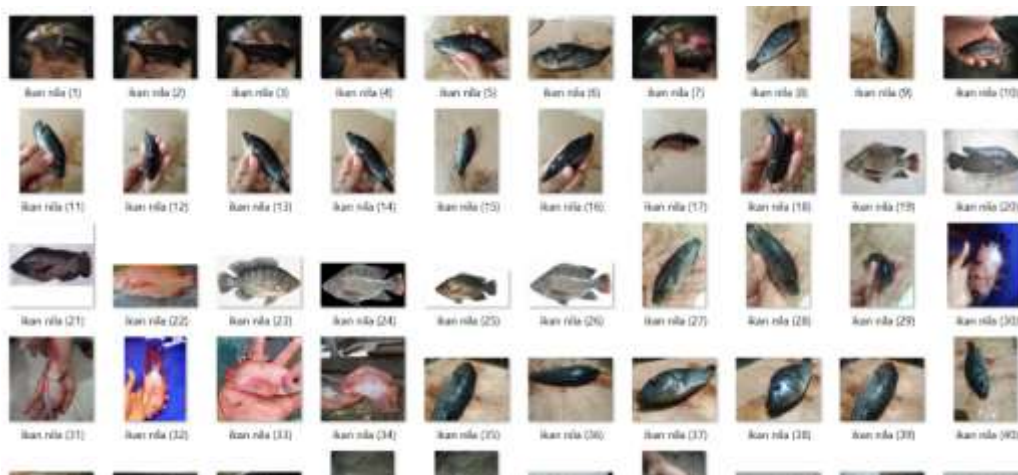 ikan nila (1) ikan nila (2) ikan nila (3) ikan nila (4) ikan nila (5) ikan nila (6) ikan nila (7) ikan nila (8) ikan nila (9) ikan nila (10)
ikan nila (11) ikan nila (12) ikan nila (13) ikan nila (14) ikan nila (15) ikan nila (16) ikan nila (17) ikan nila (18) ikan nila (19) ikan nila (20)
ikan nila (21) ikan nila (22) ikan nila (23) ikan nila (24) ikan nila (25) ikan nila (26) ikan nila (27) ikan nila (28) ikan nila (29) ikan nila (30)
ikan nila (31) ikan nila (32) ikan nila (33) ikan nila (34) ikan nila (35) ikan nila (36) ikan nila (37) ikan nila (38) ikan nila (39) ikan nila (40)